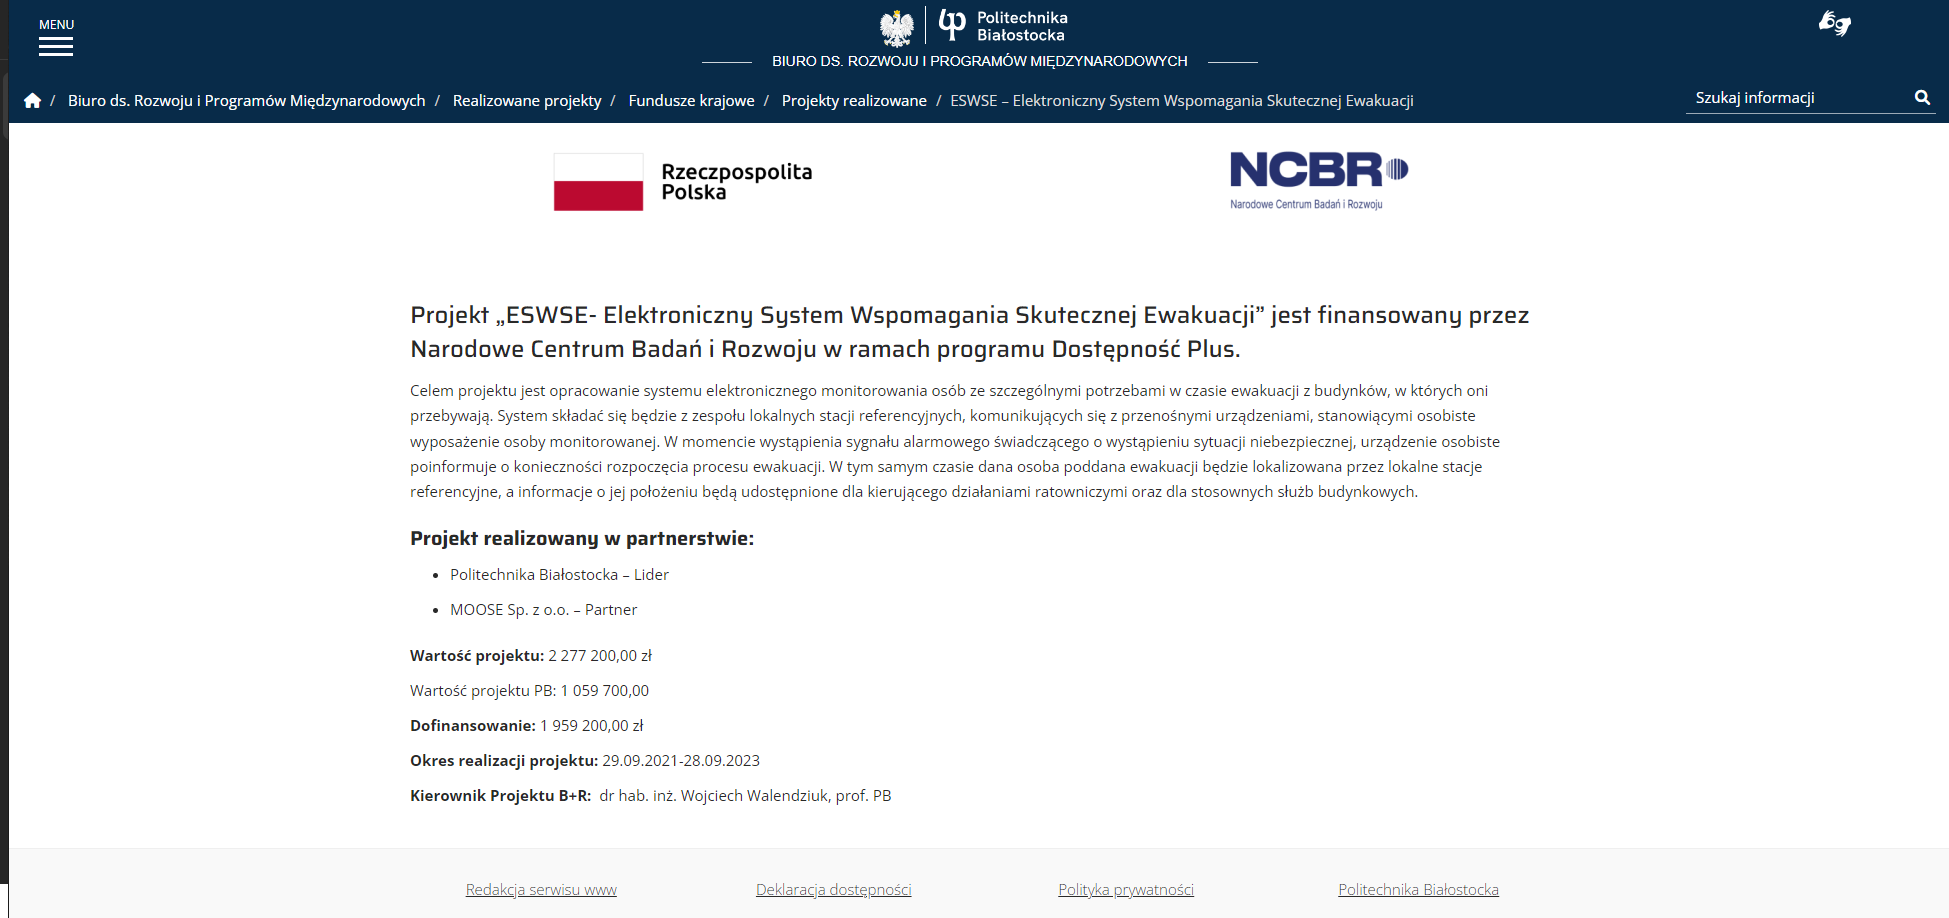 MENU
Politechnika
Białostocka
BIURO DS. ROZWOJU I PROGRAMÓW MIĘDZYNARODOWYCH
/ Biuro ds. Rozwoju i Programów Międzynarodowych / Realizowane projekty / Fundusze krajowe / Projekty realizowane / ESWSE – Elektroniczny System Wspomagania Skutecznej Ewakuacji
Szukaj informacji
Rzeczpospolita
Polska
NCBR
Narodowe Centrum Badań i Rozwoju
Projekt „ESWSE- Elektroniczny System Wspomagania Skutecznej Ewakuacji” jest finansowany przez
Narodowe Centrum Badań i Rozwoju w ramach programu Dostępność Plus.
Celem projektu jest opracowanie systemu elektronicznego monitorowania osób ze szczególnymi potrzebami w czasie ewakuacji z budynków, w których oni
przebywają. System składać się będzie z zespołu lokalnych stacji referencyjnych, komunikujących się z przenośnymi urządzeniami, stanowiącymi osobiste
wyposażenie osoby monitorowanej. W momencie wystąpienia sygnału alarmowego świadczącego o wystąpieniu sytuacji niebezpiecznej, urządzenie osobiste
poinformuje o konieczności rozpoczęcia procesu ewakuacji. W tym samym czasie dana osoba poddana ewakuacji będzie lokalizowana przez lokalne stacje
referencyjne, a informacje o jej położeniu będą udostępnione dla kierującego działaniami ratowniczymi oraz dla stosownych służb budynkowych.
Projekt realizowany w partnerstwie:
• Politechnika Białostocka – Lider
• MOOSE Sp. z o.o. – Partner
Wartość projektu: 2 277 200,00 zł
Wartość projektu PB: 1 059 700,00
Dofinansowanie: 1 959 200,00 zł
Okres realizacji projektu: 29.09.2021-28.09.2023
Kierownik Projektu B+R: dr hab. inż. Wojciech Walendziuk, prof. PB
Redakcja serwisu www
Deklaracja dostępności
Polityka prywatności
Politechnika Białostocka